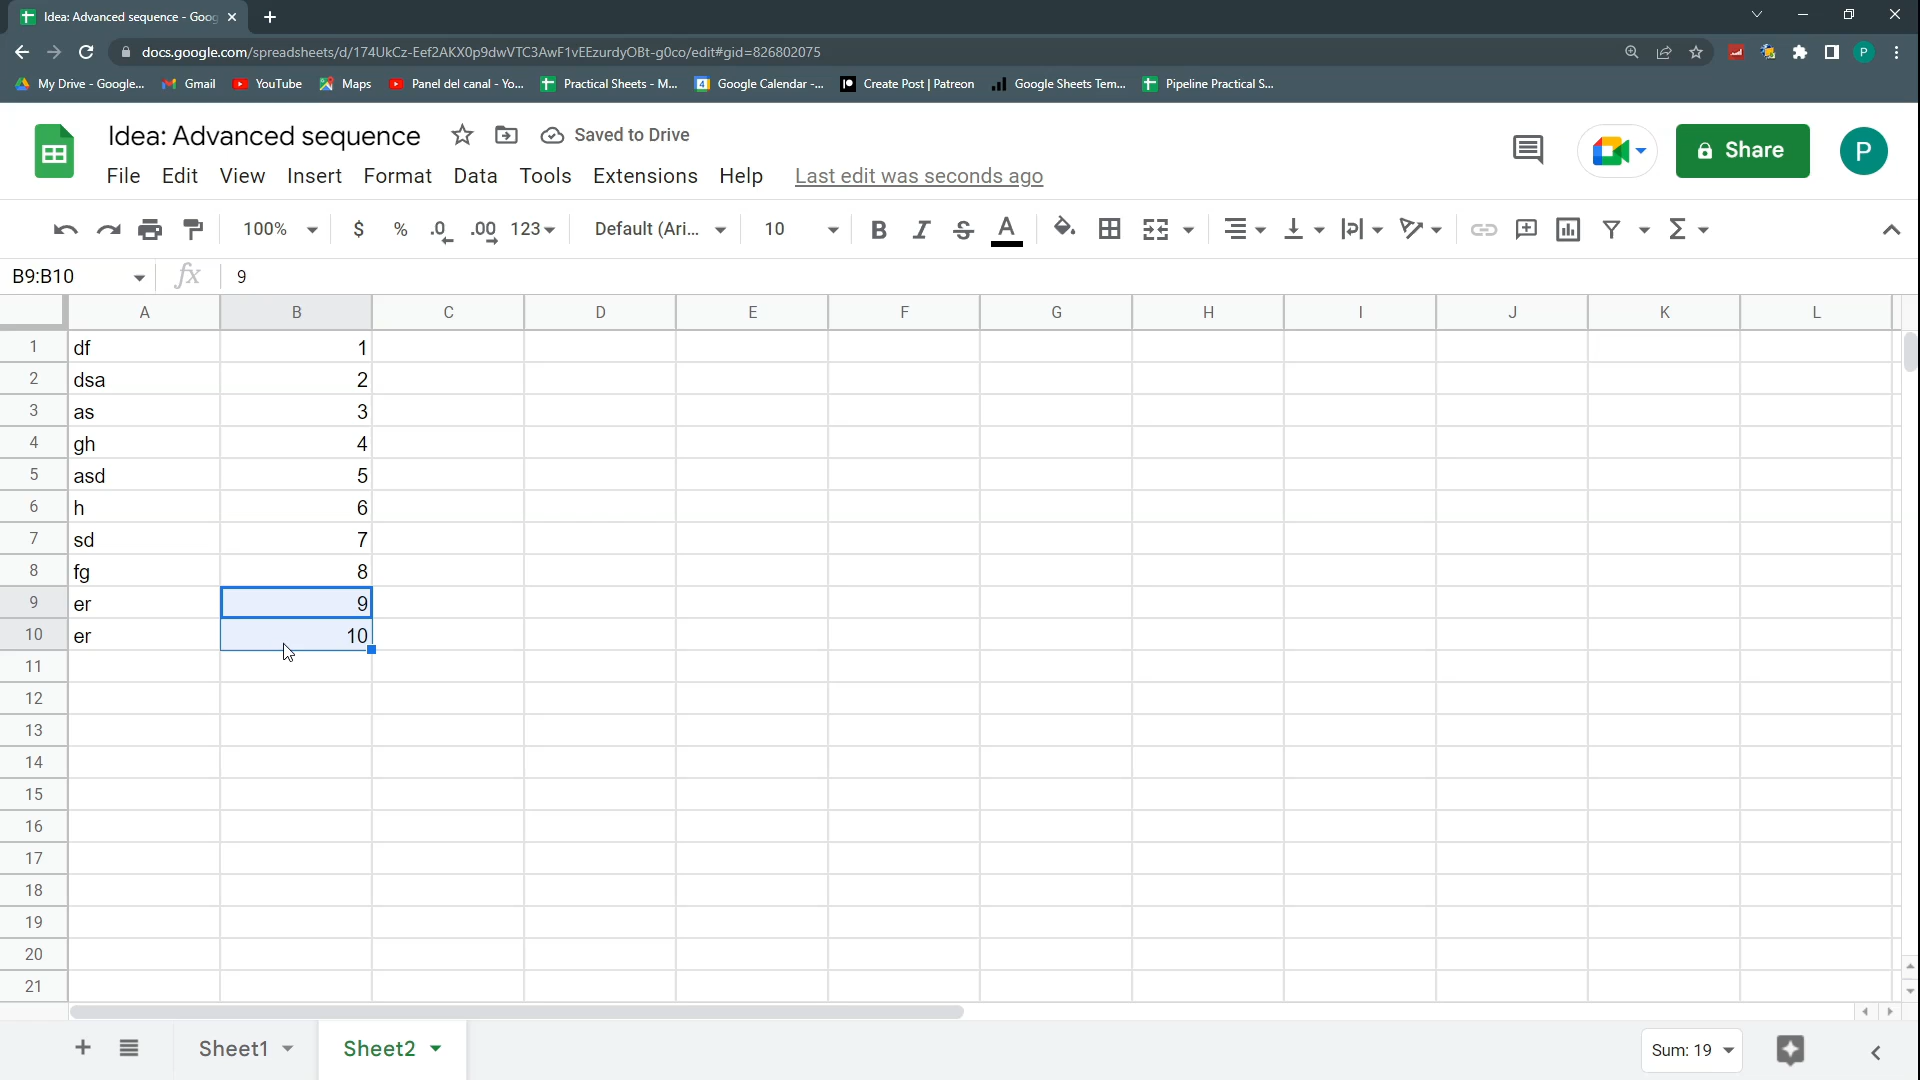 Idea: Advanced sequence - Goog
docs.google.com/spreadsheets/d/174UkCz-Eef2AKX0p9dwVTC3AwF1vEEzurdyOBt-g0co/edit#gid=826802075
P
My Drive - Google... Gmail YouTube Maps Panel del canal - Yo... Practical Sheets - M... Google Calendar -... Create Post | Patreon Google Sheets Tem... Pipeline Practical S...
Idea: Advanced sequence Saved to Drive
Share
P
File Edit View Insert Format Data Tools Extensions Help Last edit was seconds ago
100% $ % .0 .00 123 Default (Ari... 10 B I S A Σ
B9:B10 fx 9
A B C D E F G H I J K L
1 df 1
2 dsa 2
3 as 3
4 gh 4
5 asd 5
6 h 6
7 sd 7
8 fg 8
9 er 9
10 er 10
11
12
13
14
15
16
17
18
19
20
21
Sheet1 Sheet2 Sum: 19